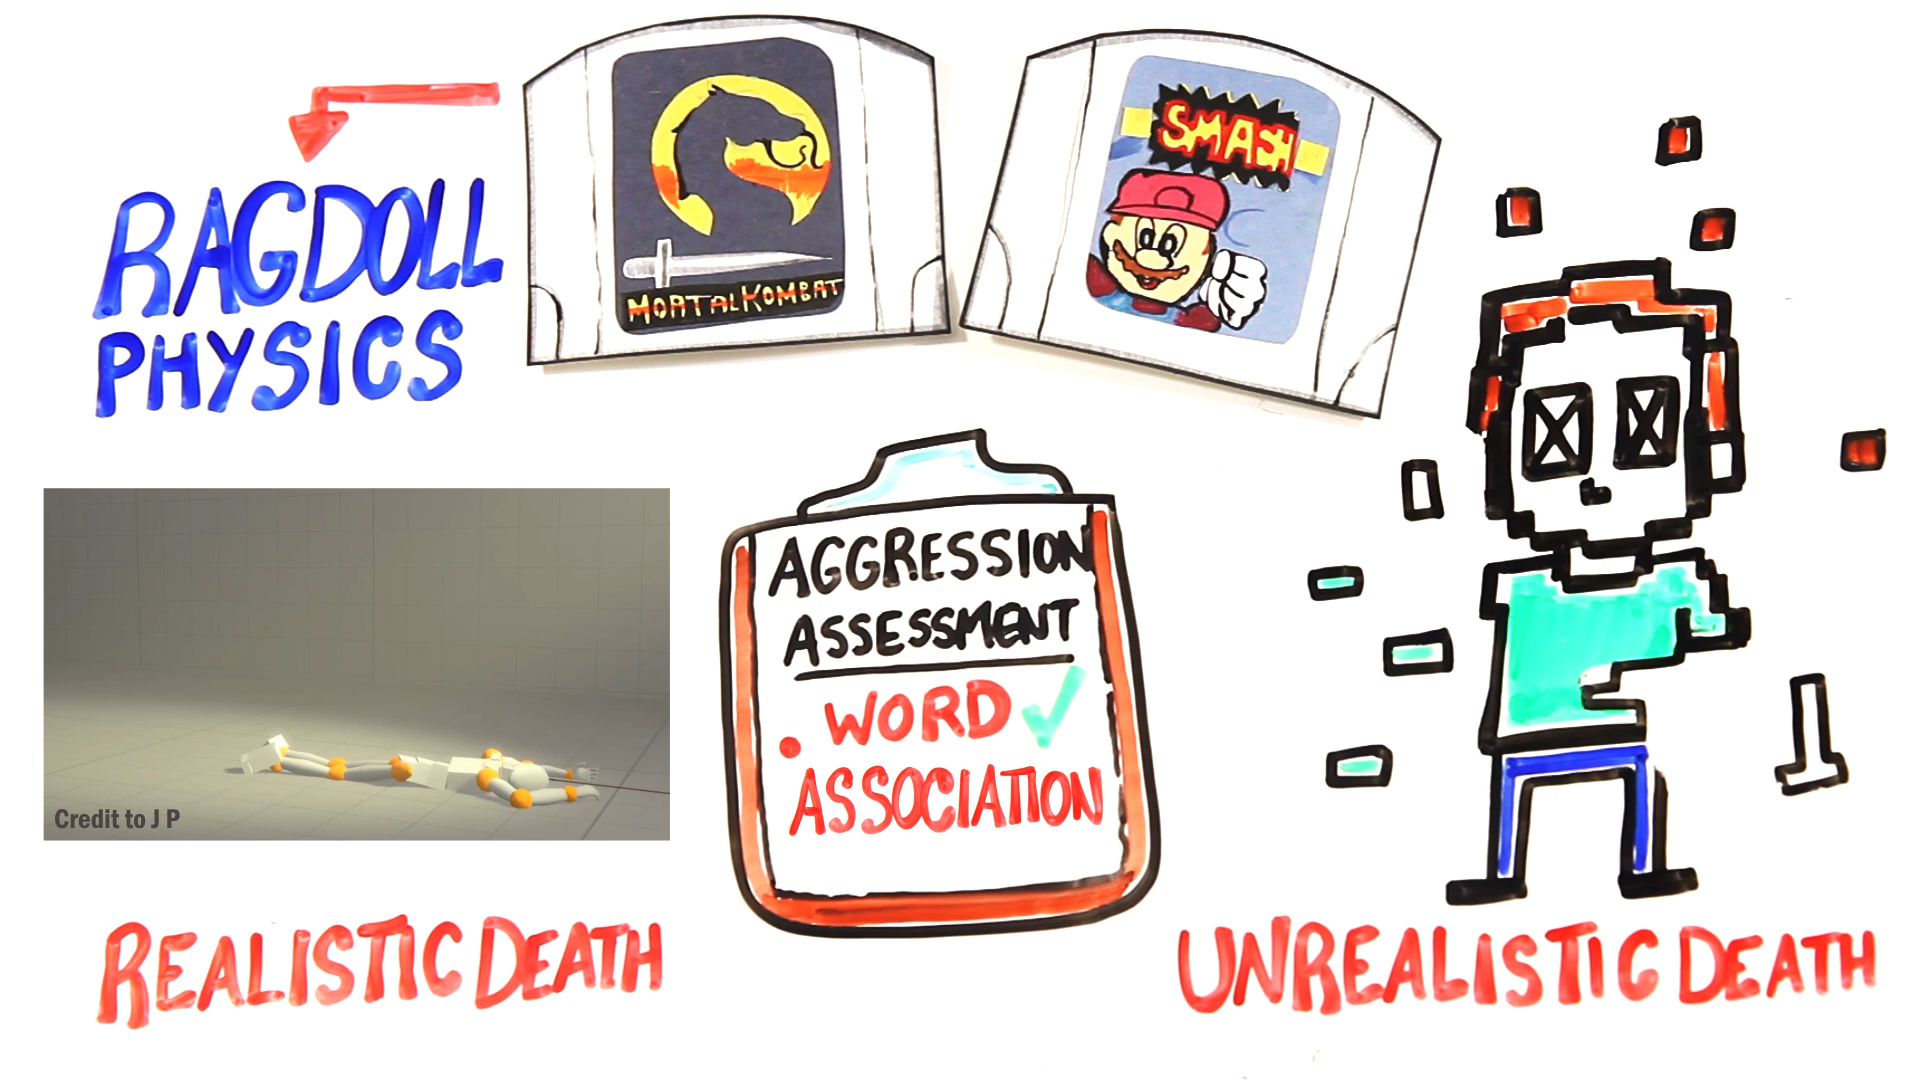 RAGDOLL
PHYSICS
MORTAL KOMBAT
SMASH
AGGRESSION
ASSESSMENT
• WORD ✓
ASSOCIATION
Credit to J P
REALISTIC DEATH
UNREALISTIC DEATH